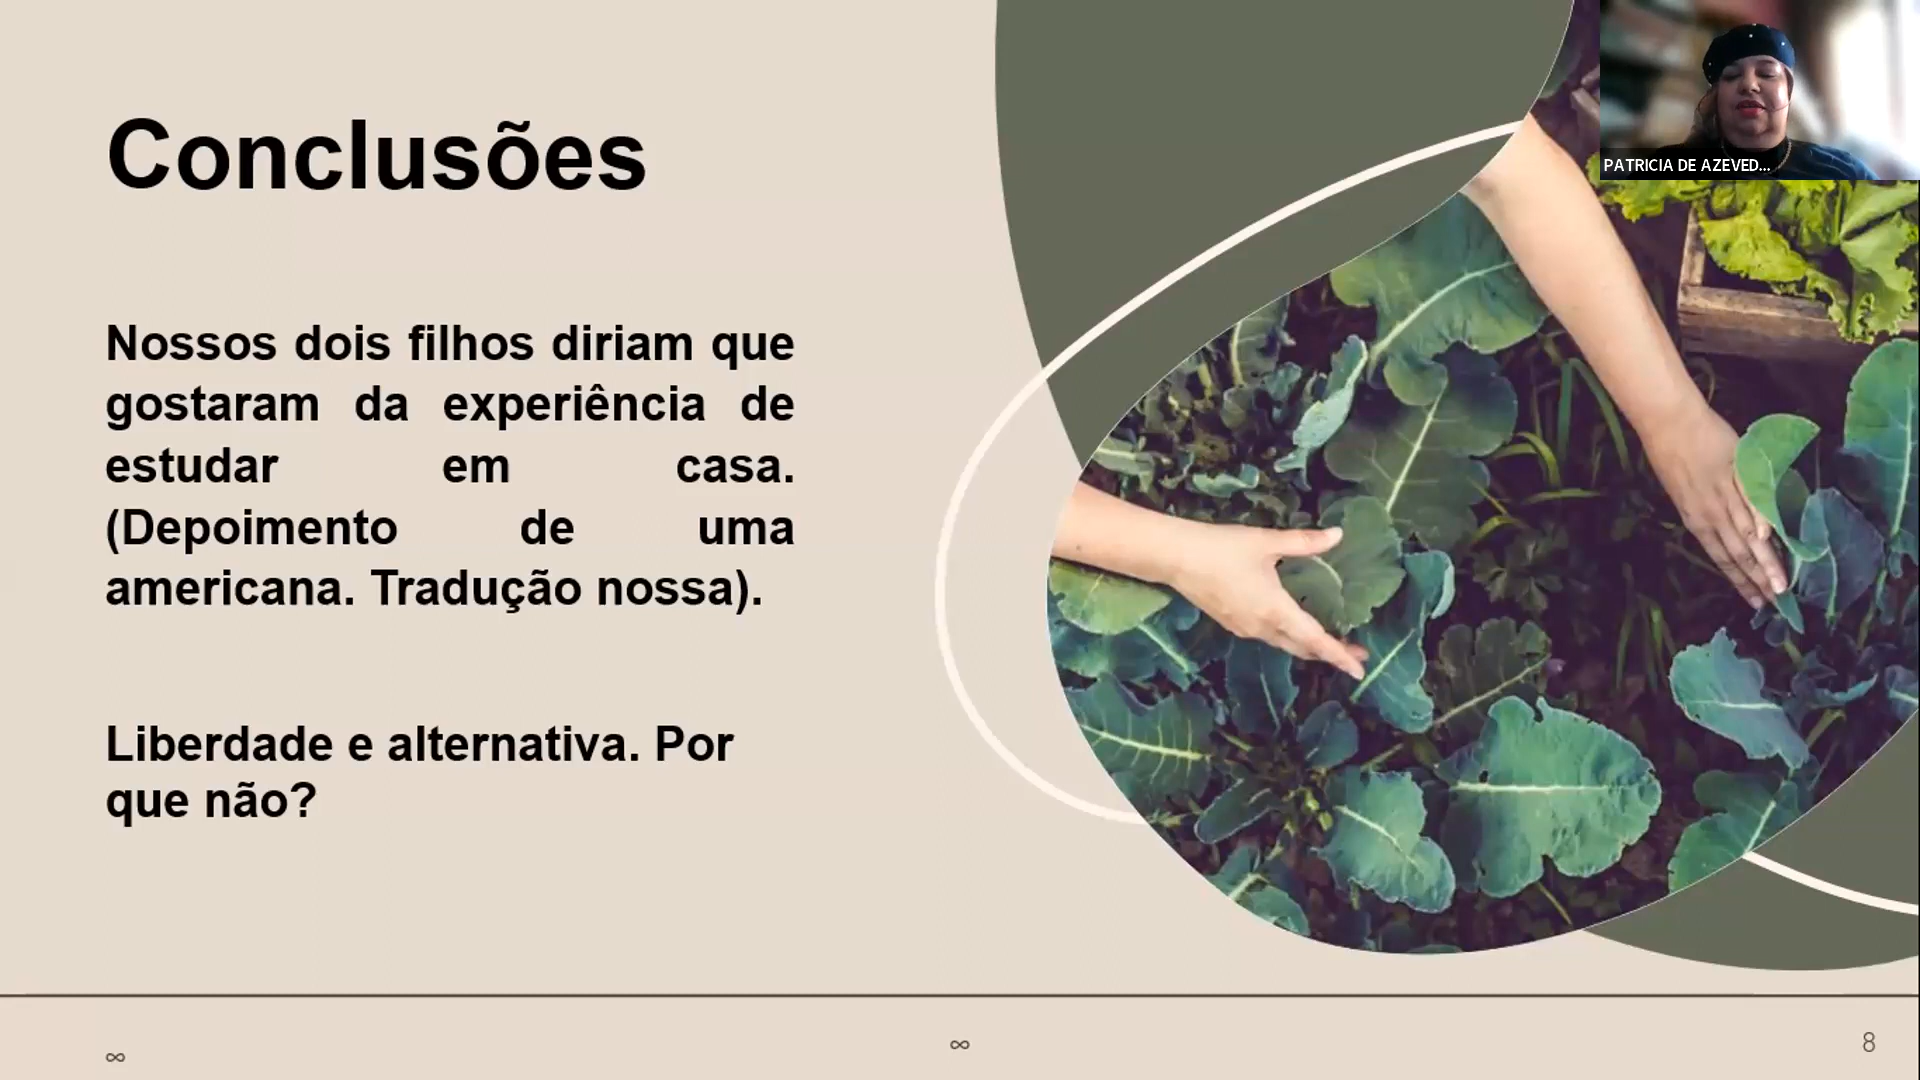 Conclusões
Nossos dois filhos diriam que
gostaram da experiência de
estudar em casa.
(Depoimento de uma
americana. Tradução nossa).
Liberdade e alternativa. Por
que não?
PATRICIA DE AZEVED...
∞
∞
8